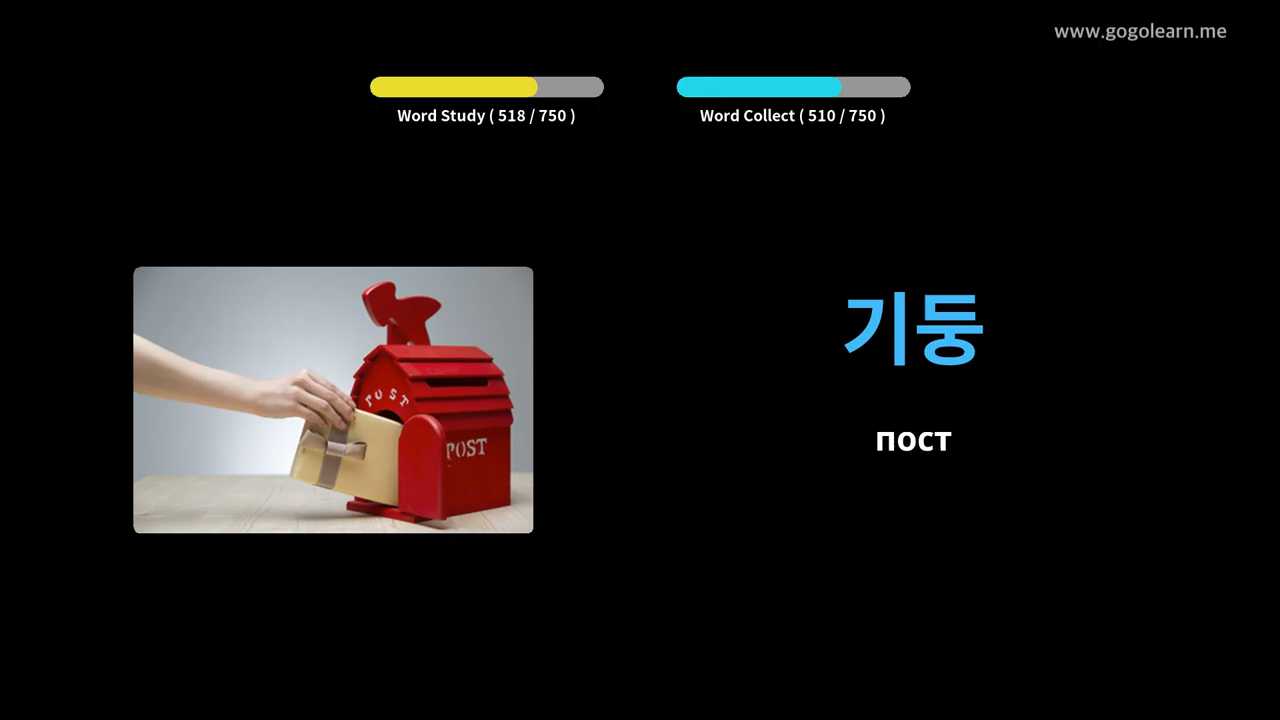 www.gogolearn.me
Word Study ( 518 / 750 )
Word Collect ( 510 / 750 )
POST
POST
기둥
пост